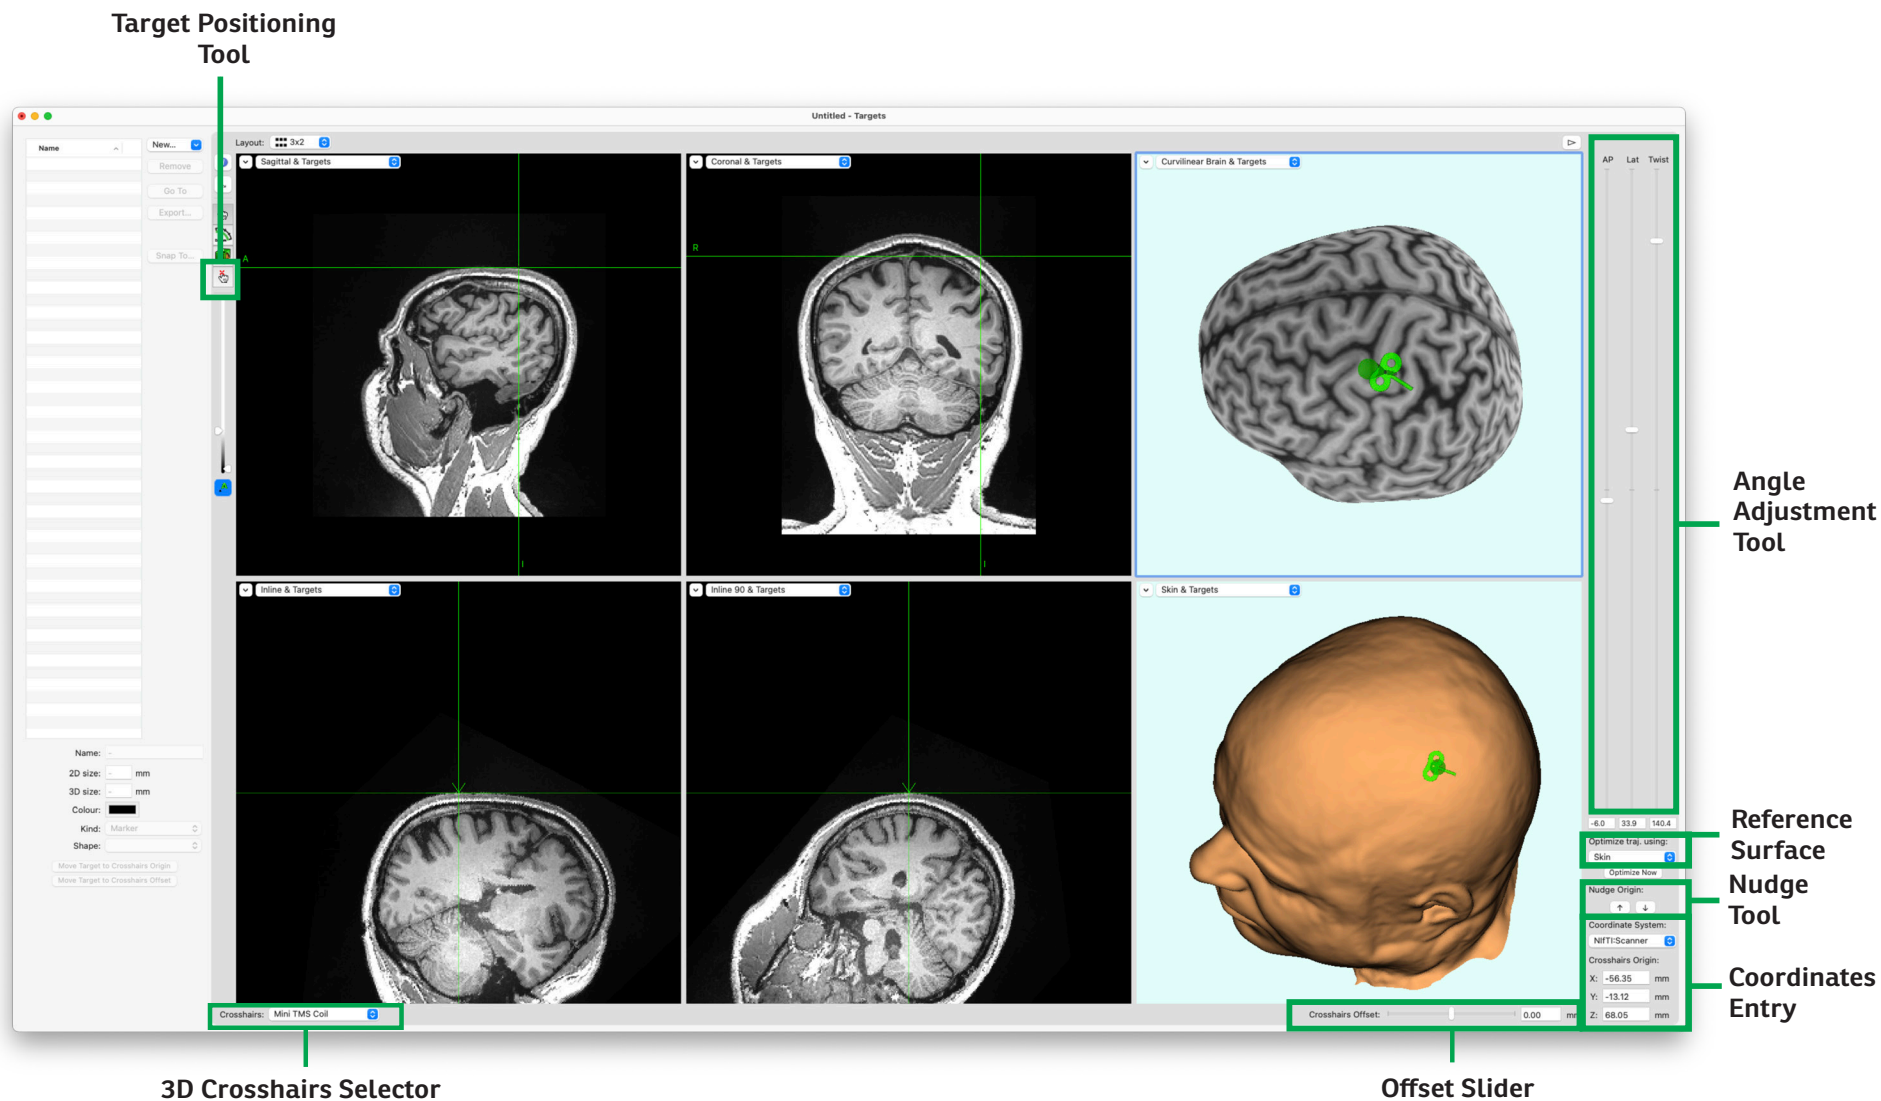 Target Positioning
Tool
Untitled - Targets
Name
New...
Remove
Go To
Export...
Snap To...
Layout: 3x2
Sagittal & Targets
A
I
Coronal & Targets
R
I
Curvilinear Brain & Targets
AP Lat Twist
Inline & Targets
Inline 90 & Targets
Skin & Targets
Angle
Adjustment
Tool
-6.0 33.9 140.4
Optimize traj. using:
Skin
Optimize Now
Reference
Surface
Nudge Origin:
Nudge
Tool
Coordinate System:
NIfTI:Scanner
Crosshairs Origin:
X: -56.35 mm
Y: -13.12 mm
Z: 68.05 mm
Coordinates
Entry
Name: -
2D size: - mm
3D size: - mm
Colour:
Kind: Marker
Shape:
Move Target to Crosshairs Origin
Move Target to Crosshairs Offset
Crosshairs: Mini TMS Coil
Crosshairs Offset: 0.00 mm
3D Crosshairs Selector
Offset Slider